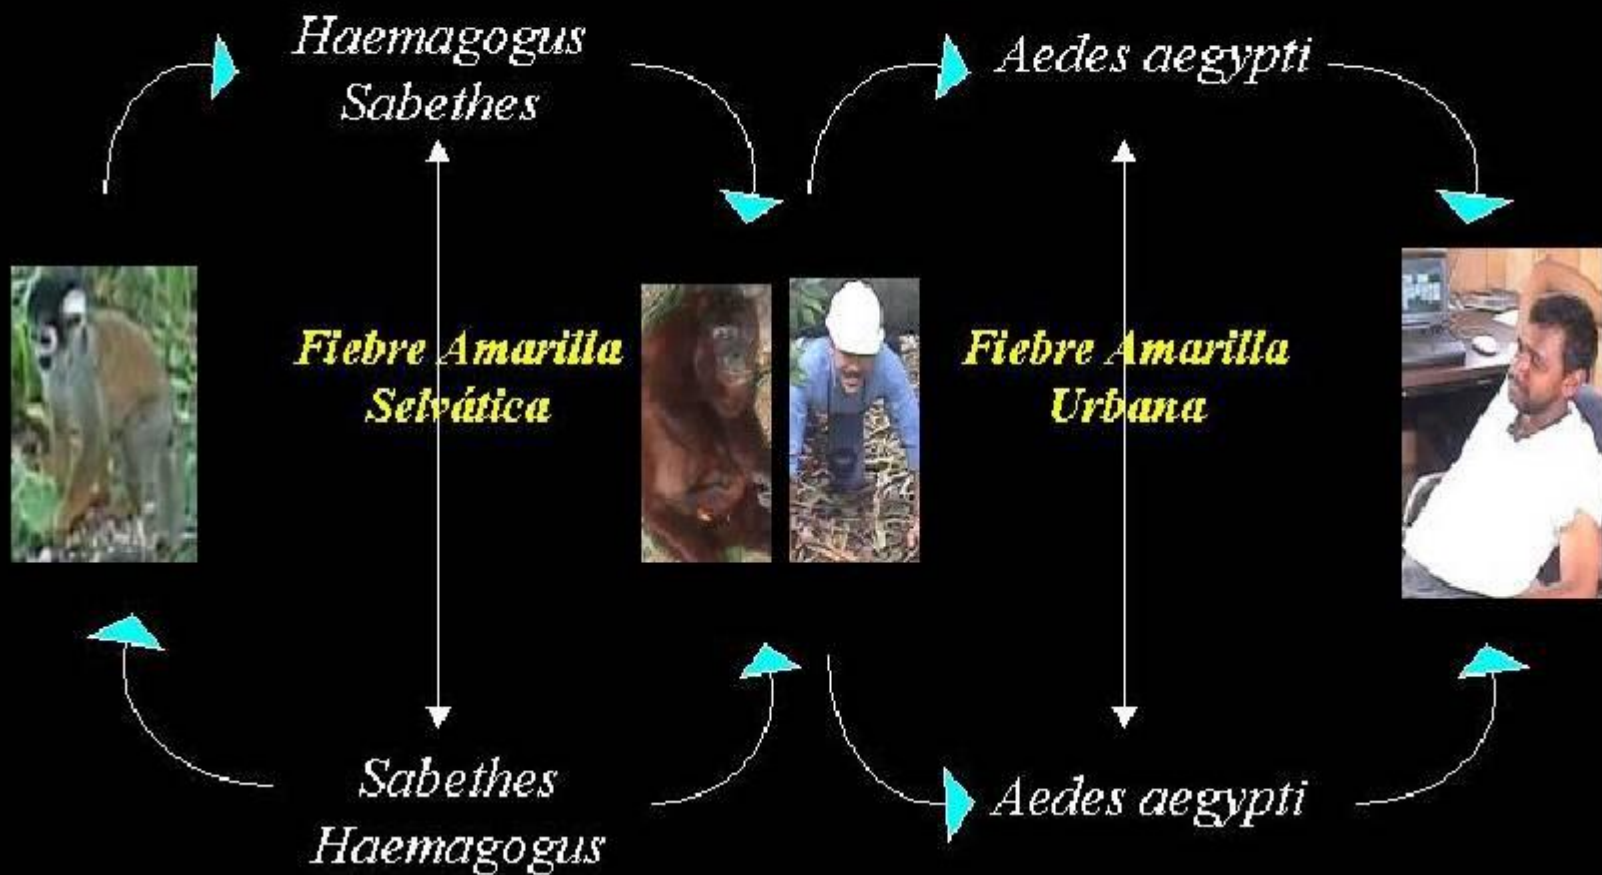 Haemagogus
Sabethes
Aedes aegypti
Fiebre Amarilla
Selvática
Fiebre Amarilla
Urbana
Sabethes
Haemagogus
Aedes aegypti